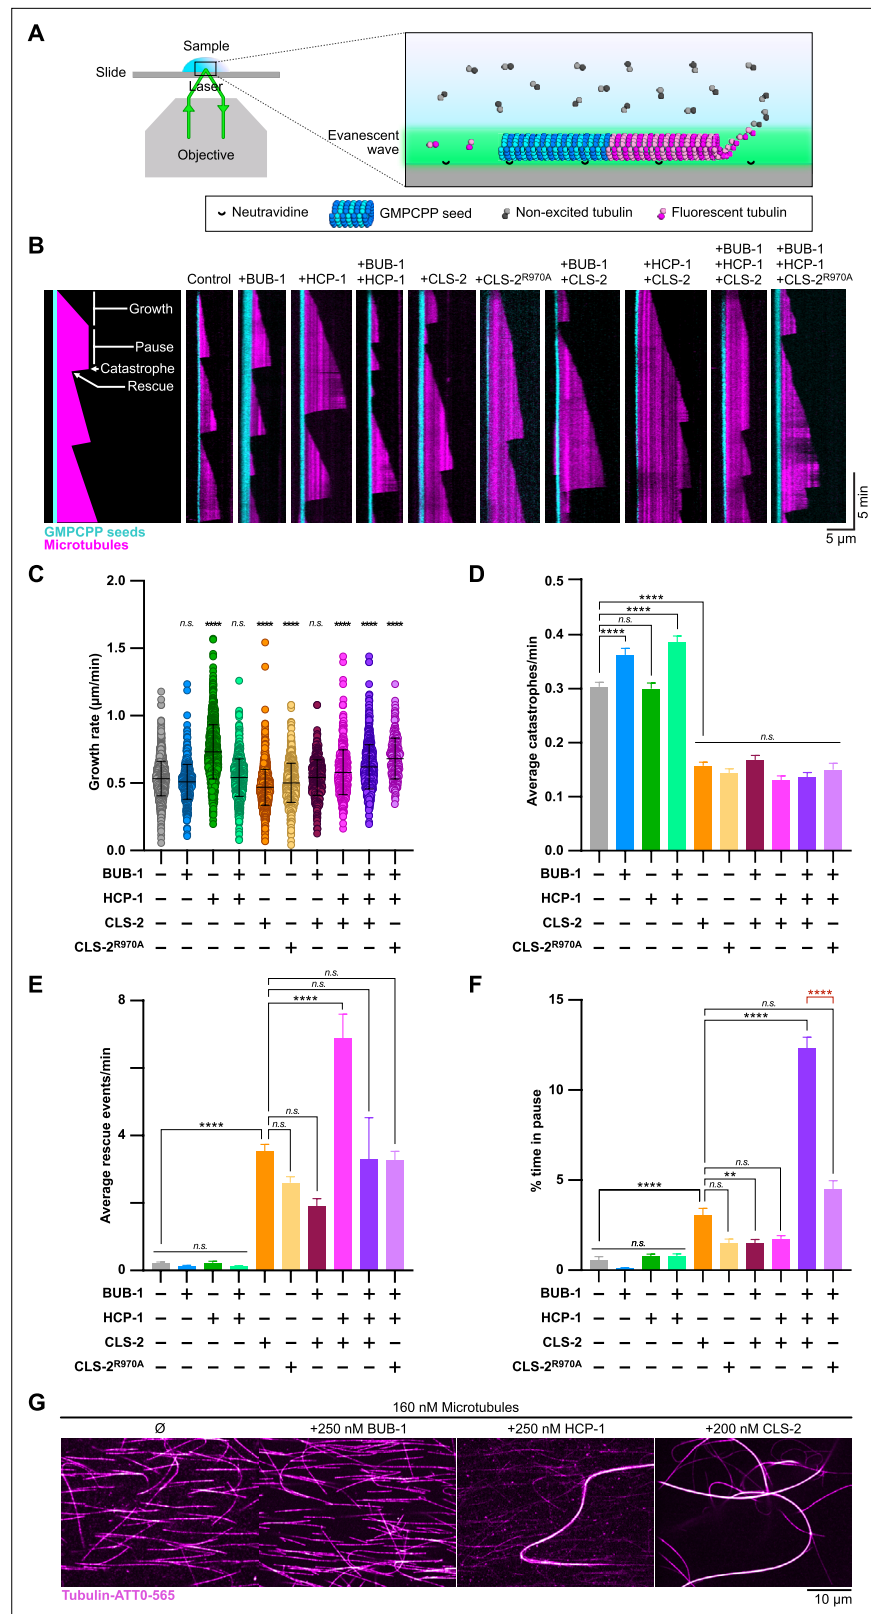 A
Sample
Slide
Laser
Objective
Evanescent
wave
Neutravidine
GMPCPP seed
Non-excited tubulin
Fluorescent tubulin
B
Growth
Pause
Catastrophe
Rescue
Control
+BUB-1
+HCP-1
+BUB-1
+HCP-1
+CLS-2
+CLS-2R970A
+BUB-1
+CLS-2
+HCP-1
+CLS-2
+BUB-1
+HCP-1
+CLS-2
+BUB-1
+HCP-1
+CLS-2R970A
GMPCPP seeds
Microtubules
5 min
5 µm
C
Growth rate (µm/min)
2.0
1.5
1.0
0.5
0.0
n.s. **** n.s. **** **** n.s. **** **** ****
BUB-1 − + − + − − + − + +
HCP-1 − − + + − − − + + +
CLS-2 − − − − + − + + + −
CLS-2R970A − − − − − + − − − +
D
Average catastrophes/min
0.5
0.4
0.3
0.2
0.1
0.0
****
****
n.s.
****
n.s.
BUB-1 − + − + − − + − + +
HCP-1 − − + + − − − + + +
CLS-2 − − − − + − + + + −
CLS-2R970A − − − − − + − − − +
E
Average rescue events/min
8
4
0
n.s.
n.s.
****
n.s.
**** n.s.
n.s.
BUB-1 − + − + − − + − + +
HCP-1 − − + + − − − + + +
CLS-2 − − − − + − + + + −
CLS-2R970A − − − − − + − − − +
F
% time in pause
15
10
5
0
****
n.s.
****
n.s.
**
**** n.s.
n.s.
BUB-1 − + − + − − + − + +
HCP-1 − − + + − − − + + +
CLS-2 − − − − + − + + + −
CLS-2R970A − − − − − + − − − +
G
160 nM Microtubules
Ø
+250 nM BUB-1
+250 nM HCP-1
+200 nM CLS-2
Tubulin-ATT0-565
10 µm